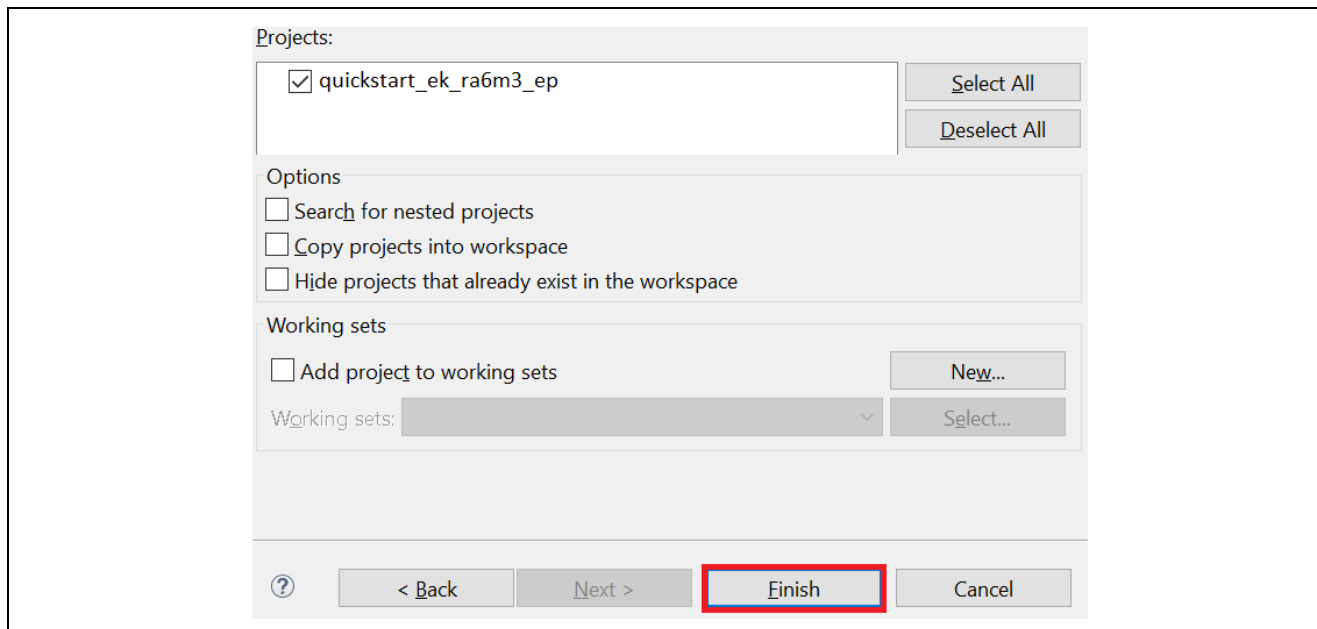 Projects:
quickstart_ek_ra6m3_ep
Select All
Deselect All
Options
Search for nested projects
Copy projects into workspace
Hide projects that already exist in the workspace
Working sets
Add project to working sets
New...
Working sets:
Select...
?
< Back
Next >
Finish
Cancel